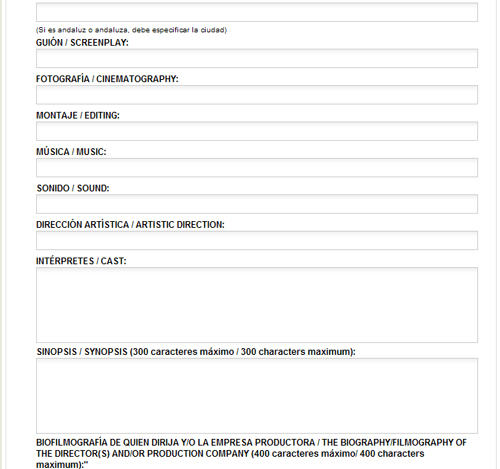 (Si es andaluz o andaluza, debe especificar la ciudad)
GUIÓN / SCREENPLAY:
FOTOGRAFÍA / CINEMATOGRAPHY:
MONTAJE / EDITING:
MÚSICA / MUSIC:
SONIDO / SOUND:
DIRECCIÓN ARTÍSTICA / ARTISTIC DIRECTION:
INTÉRPRETES / CAST:
SINOPSIS / SYNOPSIS (300 caracteres máximo / 300 characters maximum):
BIOFILMOGRAFÍA DE QUIEN DIRIJA Y/O LA EMPRESA PRODUCTORA / THE BIOGRAPHY/FILMOGRAPHY OF
THE DIRECTOR(S) AND/OR PRODUCTION COMPANY (400 caracteres máximo/ 400 characters
maximum):"